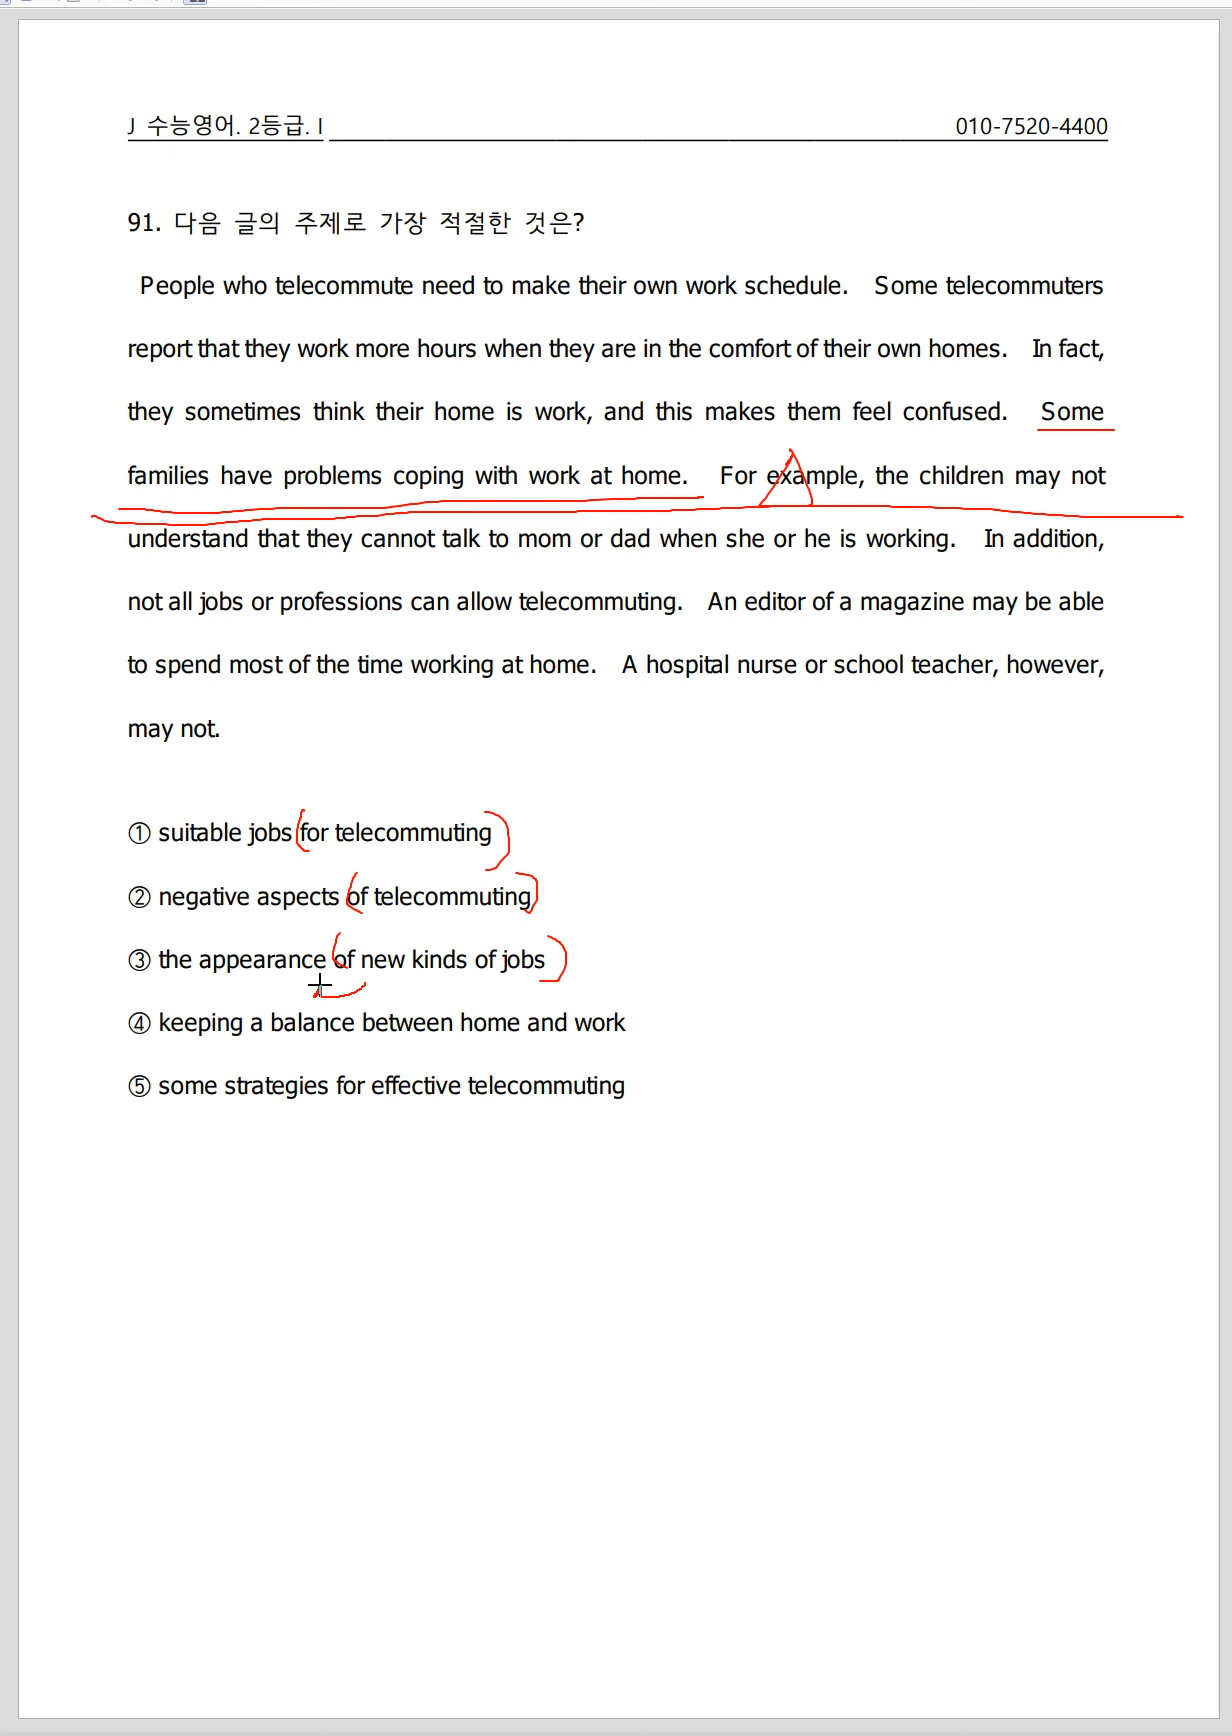 J 수능영어. 2등급. I 010-7520-4400
91. 다음 글의 주제로 가장 적절한 것은?
People who telecommute need to make their own work schedule. Some telecommuters
report that they work more hours when they are in the comfort of their own homes. In fact,
they sometimes think their home is work, and this makes them feel confused. Some
families have problems coping with work at home. For example, the children may not
understand that they cannot talk to mom or dad when she or he is working. In addition,
not all jobs or professions can allow telecommuting. An editor of a magazine may be able
to spend most of the time working at home. A hospital nurse or school teacher, however,
may not.
① suitable jobs for telecommuting
② negative aspects of telecommuting
③ the appearance of new kinds of jobs
④ keeping a balance between home and work
⑤ some strategies for effective telecommuting